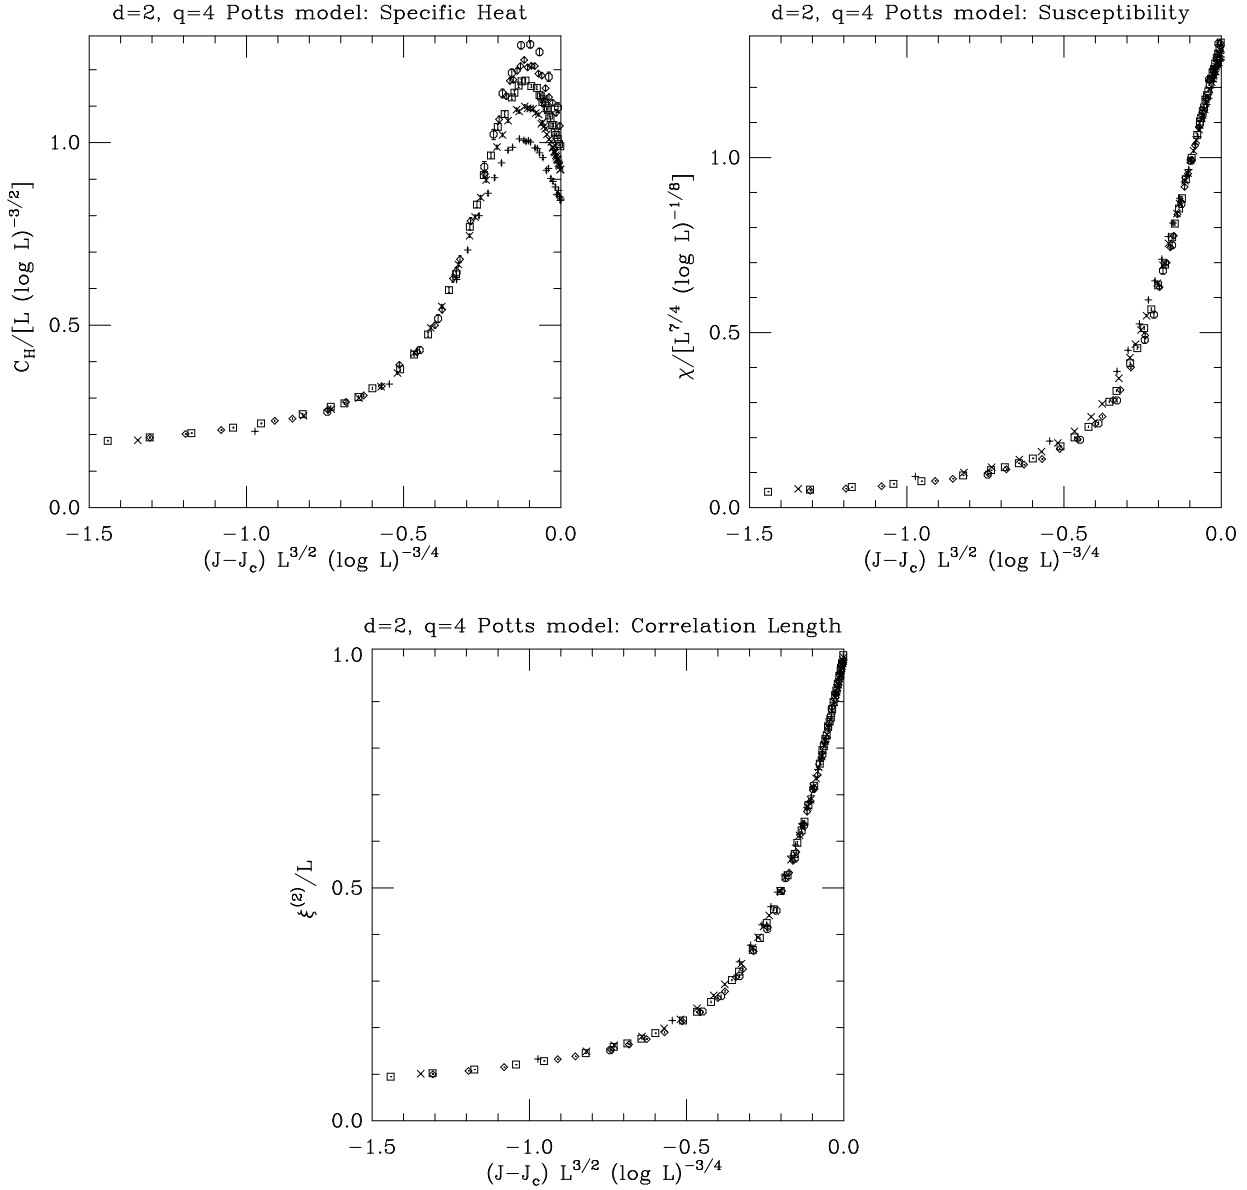 d=2, q=4 Potts model: Specific Heat
1.0
0.5
0.0
C_H/[L (log L)^{-3/2}]
−1.5 −1.0 −0.5 0.0
(J−J_c) L^{3/2} (log L)^{-3/4}
d=2, q=4 Potts model: Susceptibility
1.0
0.5
0.0
χ/[L^{7/4} (log L)^{-1/8}]
−1.5 −1.0 −0.5 0.0
(J−J_c) L^{3/2} (log L)^{-3/4}
d=2, q=4 Potts model: Correlation Length
1.0
0.5
0.0
ξ^{(2)}/L
−1.5 −1.0 −0.5 0.0
(J−J_c) L^{3/2} (log L)^{-3/4}